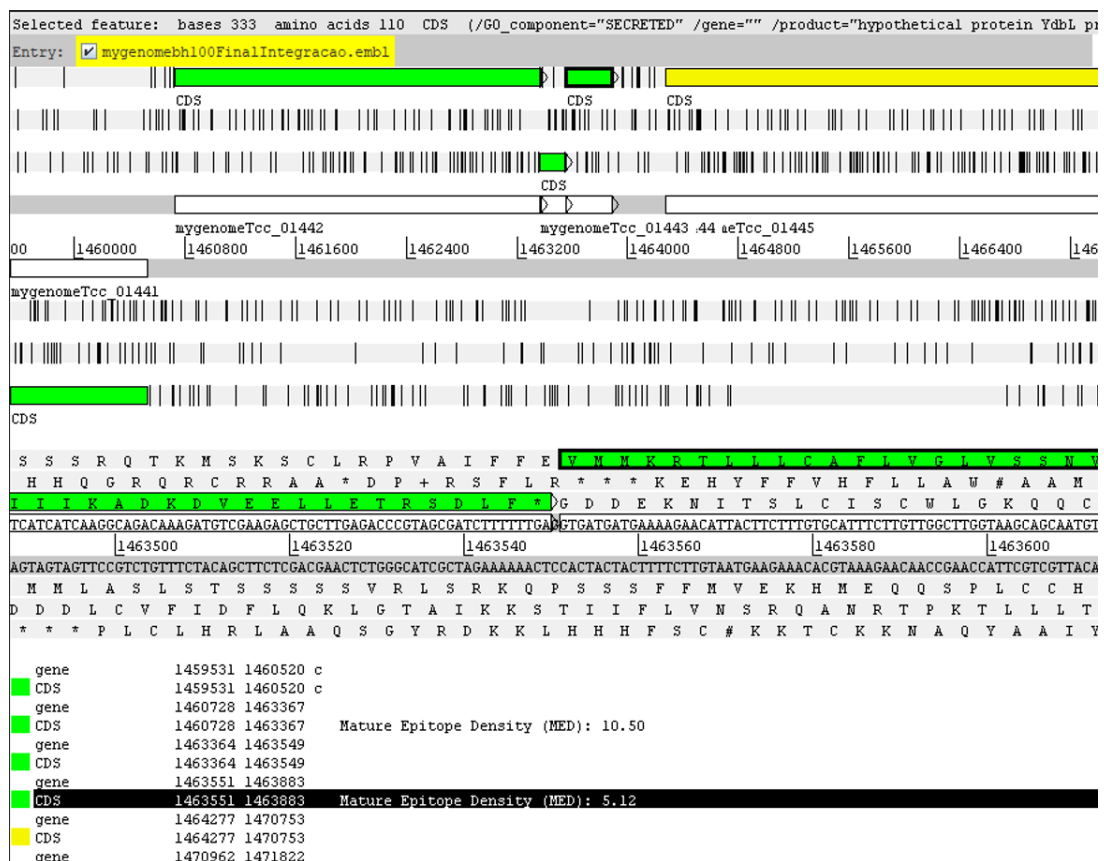 Selected feature:  bases 333  amino acids 110  CDS  (/GO_component="SECRETED" /gene="" /product="hypothetical protein YdbL pr
Entry: mygenomebh100FinalIntegracao.embl
CDS CDS CDS
CDS
mygenomeTcc_01442 mygenomeTcc_01443 .44 meTcc_01445
00 1460000 1460800 1461600 1462400 1463200 1464000 1464800 1465600 1466400 146
mygenomeTcc_01441
CDS
S S S R Q T K M S K S C L R P V A I F F E V M M K R T L L L C A F L V G L V S S N V
H H Q G R Q R C R R A A * D P + R S F L R * * * K E H Y F F V H F L L A W # A A M
I I I K A D K D V E E L L E T R S D L F * G D D E K N I T S L C I S C W L G K Q Q C
TCATCATCAAGGCAGACAAAGATGTCGAAGAGCTGCTTGAGACCCGTAGCGATCTTTTTTGAGGTGATGATGAAAAGAACATTACTTCTTTGTGCATTTCTTGTTGGCTTGGTAAGCAGCAATGT
1463500 1463520 1463540 1463560 1463580 1463600
AGTAGTAGTTCCGTCTGTTTCTACAGCTTCTCGACGAACTCTGGGCATCGCTAGAAAAAACTCCACTACTACTTTTCTTGTAATGAAGAAACACGTAAAGAACAACCGAACCATTCGTCGTTACA
M M L A S L S T S S S S S V R L S R K Q P S S S F F M V E K H M E Q Q S P L C C H
D D D L C V F I D F L Q K L G T A I K K S T I I F L V N S R Q A N R T P K T L L L T
* * * P L C L H R L A A Q S G Y R D K K L H H H F S C # K K T C K K N A Q Y A A I Y
gene 1459531 1460520 c
CDS 1459531 1460520 c
gene 1460728 1463367
CDS 1460728 1463367 Mature Epitope Density (MED): 10.50
gene 1463364 1463549
CDS 1463364 1463549
gene 1463551 1463883
CDS 1463551 1463883 Mature Epitope Density (MED): 5.12
gene 1464277 1470753
CDS 1464277 1470753
gene 1470962 1471822